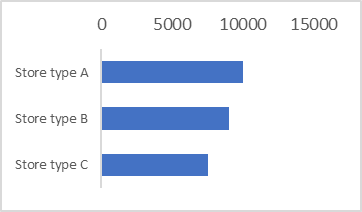 0 5000 10000 15000
Store type A
Store type B
Store type C